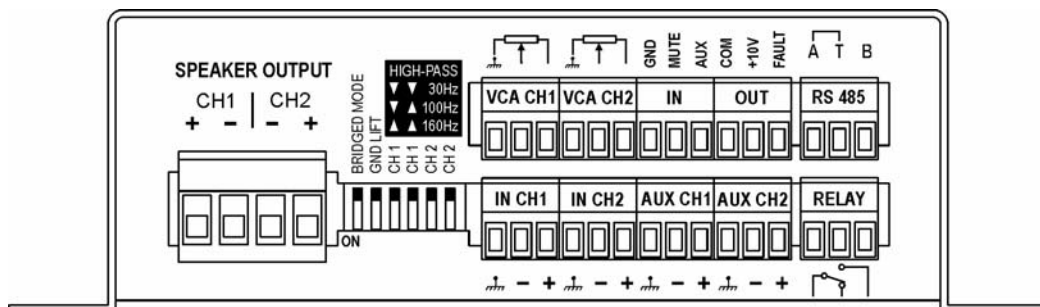 SPEAKER OUTPUT
CH1 CH2
+ - - +
BRIDGED MODE
GND LIFT
CH 1
CH 1
CH 2
CH 2
ON
HIGH-PASS
30Hz
100Hz
160Hz
GND
MUTE
AUX
COM
+10V
FAULT
A T B
VCA CH1 VCA CH2 IN OUT RS 485
IN CH1 IN CH2 AUX CH1 AUX CH2 RELAY
- + - + - + - +